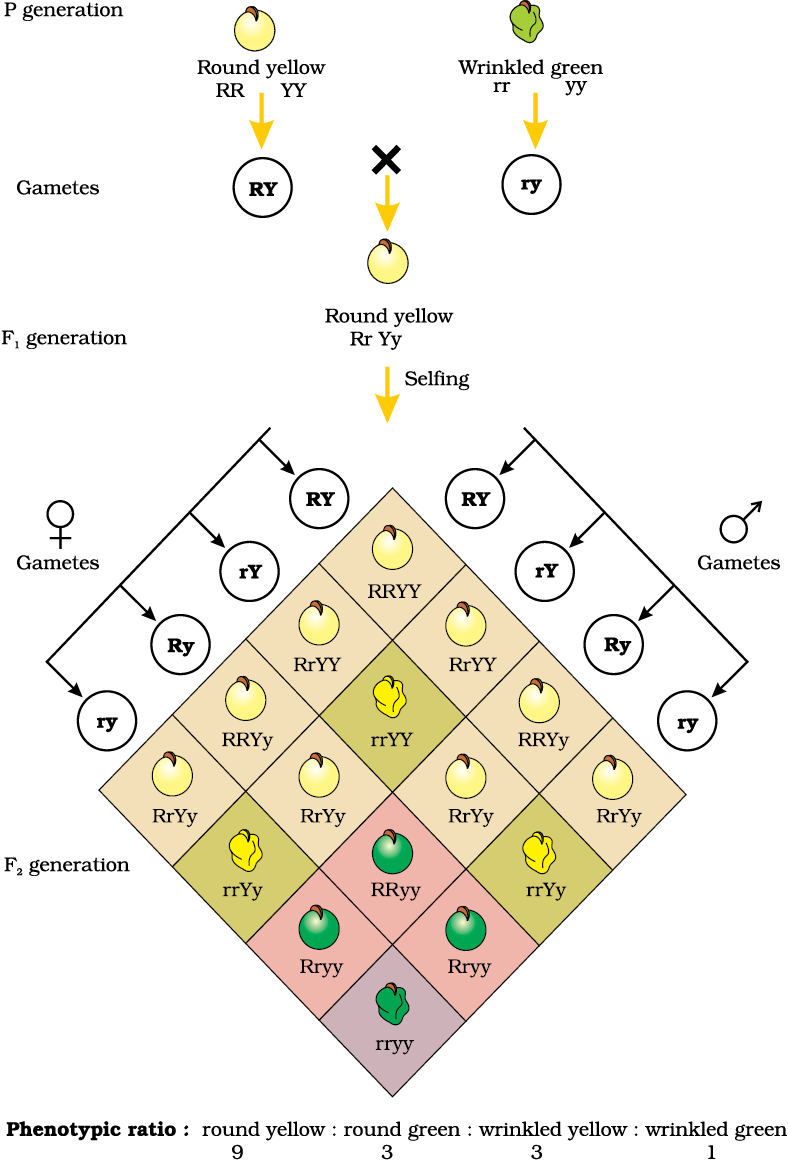 P generation
Round yellow
RR YY
Wrinkled green
rr yy
Gametes
RY
ry
Round yellow
F₁ generation
Rr Yy
Selfing
RY
RY
Gametes
rY
rY
Gametes
Ry
Ry
ry
ry
RRYY
RrYY
RrYY
RRYy
rrYY
RRYy
RrYy
RrYy
RrYy
RrYy
F₂ generation
rrYy
RRyy
rrYy
Rryy
Rryy
rryy
Phenotypic ratio : round yellow : round green : wrinkled yellow : wrinkled green
9 3 3 1